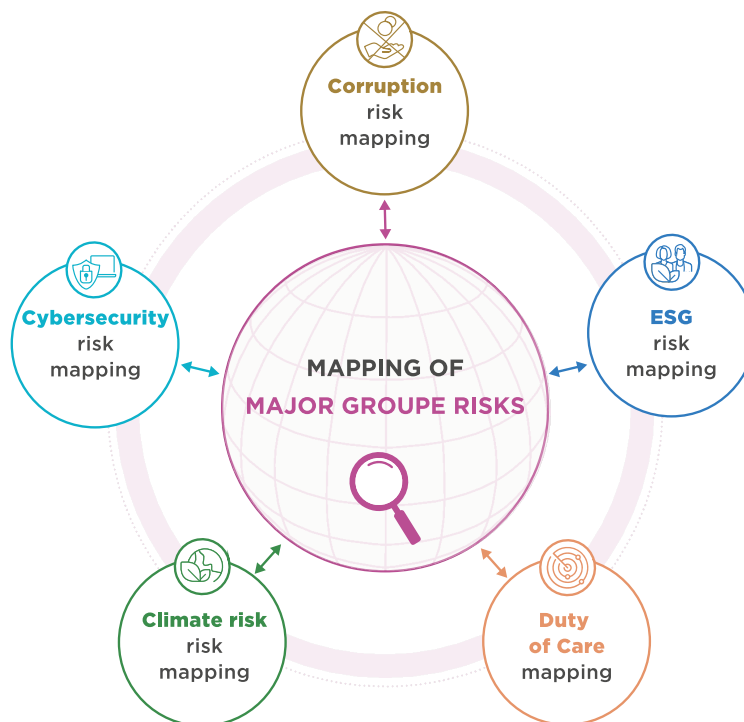 Corruption
risk
mapping
Cybersecurity
risk
mapping
ESG
risk
mapping
MAPPING OF
MAJOR GROUPE RISKS
Climate risk
risk
mapping
Duty
of Care
mapping